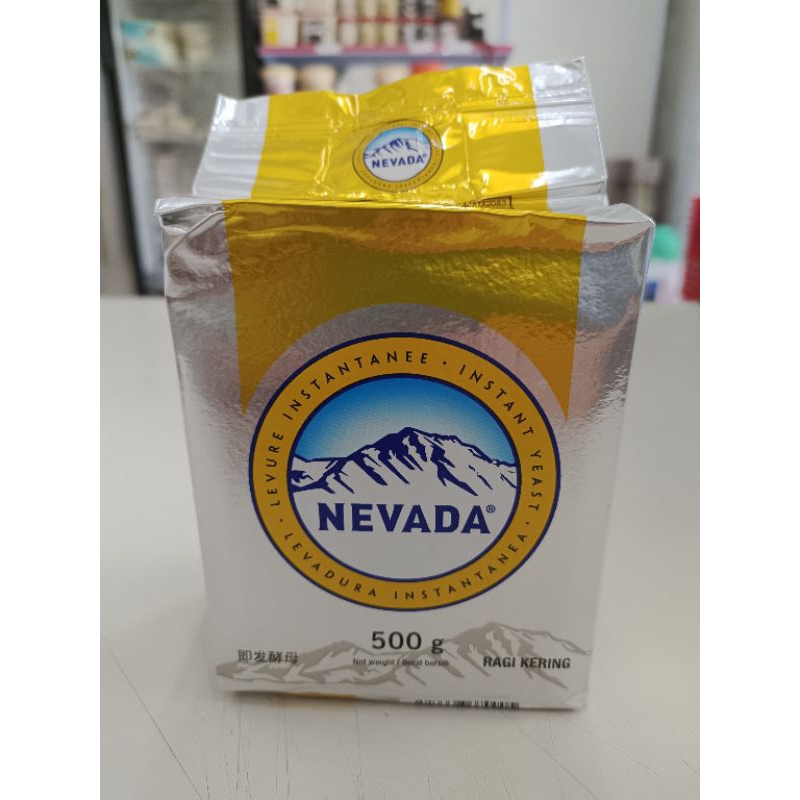 NEVADA
LEVURE INSTANTANEE · INSTANT YEAST · LEVADURA INSTANTANEA ·
NEVADA®
500 g
Net weight / Berat bersih
即发酵母
RAGI KERING